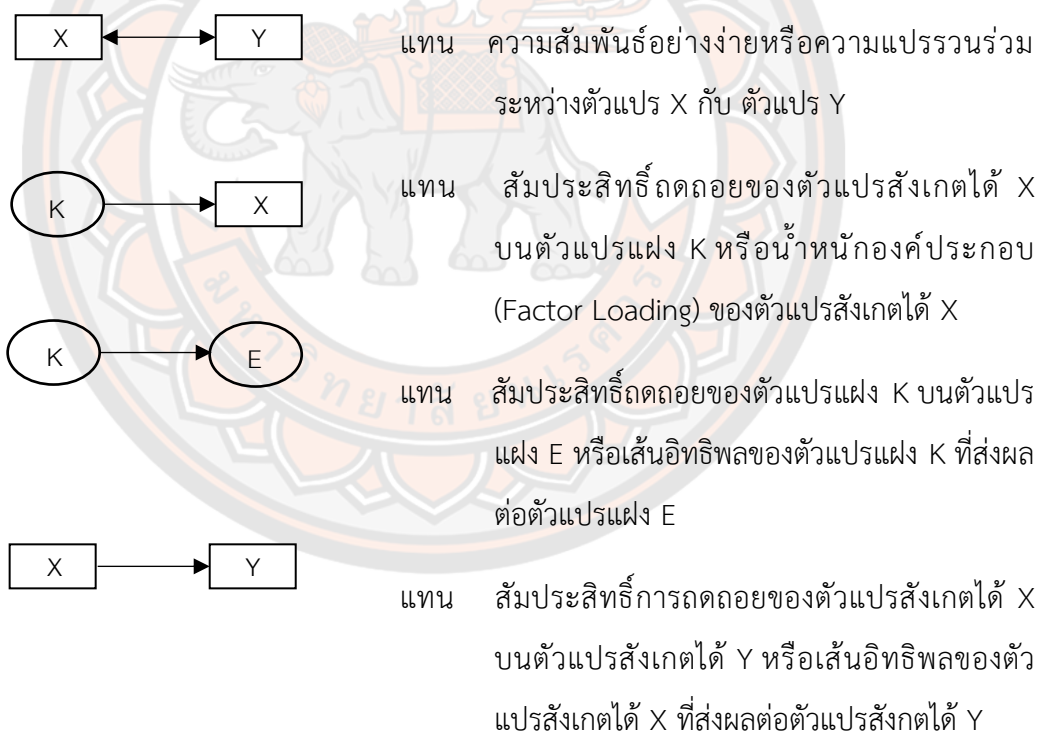 X Y แทน ความสัมพันธ์อย่างง่ายหรือความแปรรวนร่วม
ระหว่างตัวแปร X กับ ตัวแปร Y
K X แทน สัมประสิทธิ์ถดถอยของตัวแปรสังเกตได้ X
บนตัวแปรแฝง K หรือน้ำหนักองค์ประกอบ
(Factor Loading) ของตัวแปรสังเกตได้ X
K E
แทน สัมประสิทธิ์ถดถอยของตัวแปรแฝง K บนตัวแปร
แฝง E หรือเส้นอิทธิพลของตัวแปรแฝง K ที่ส่งผล
ต่อตัวแปรแฝง E
X Y
แทน สัมประสิทธิ์การถดถอยของตัวแปรสังเกตได้ X
บนตัวแปรสังเกตได้ Y หรือเส้นอิทธิพลของตัว
แปรสังเกตได้ X ที่ส่งผลต่อตัวแปรสังกตได้ Y
มหาวิทยาลัยนเรศวร